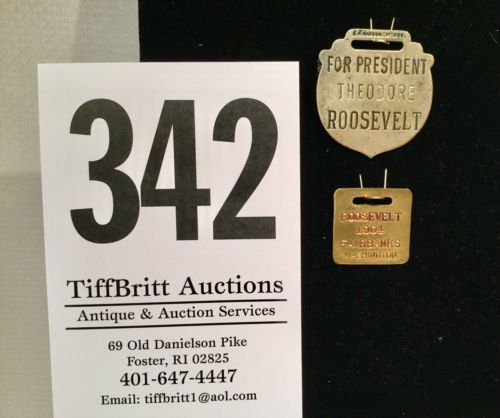 342
TiffBritt Auctions
Antique & Auction Services
69 Old Danielson Pike
Foster, RI 02825
401-647-4447
Email: tiffbritt1@aol.com
FOR PRESIDENT
THEODORE
ROOSEVELT
ROOSEVELT
1904
FAIRBANKS
WASHINGTON